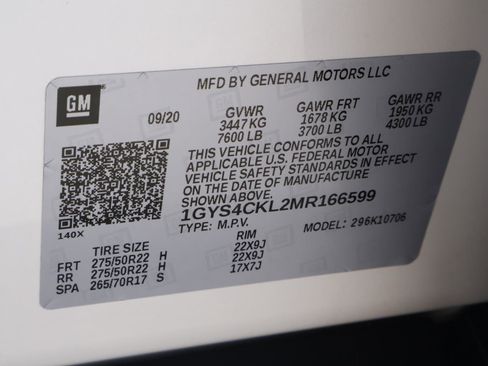 MFD BY GENERAL MOTORS LLC
GM
09/20 GVWR GAWR FRT GAWR RR
3447 KG 1678 KG 1950 KG
7600 LB 3700 LB 4300 LB
THIS VEHICLE CONFORMS TO ALL
APPLICABLE U.S. FEDERAL MOTOR
VEHICLE SAFETY STANDARDS IN EFFECT
ON THE DATE OF MANUFACTURE
SHOWN ABOVE.
1GYS4CKL2MR166599
140X TYPE: M.P.V. MODEL: 296K10706
TIRE SIZE RIM
FRT 275/50R22 H 22X9J
RR 275/50R22 H 22X9J
SPA 265/70R17 S 17X7J